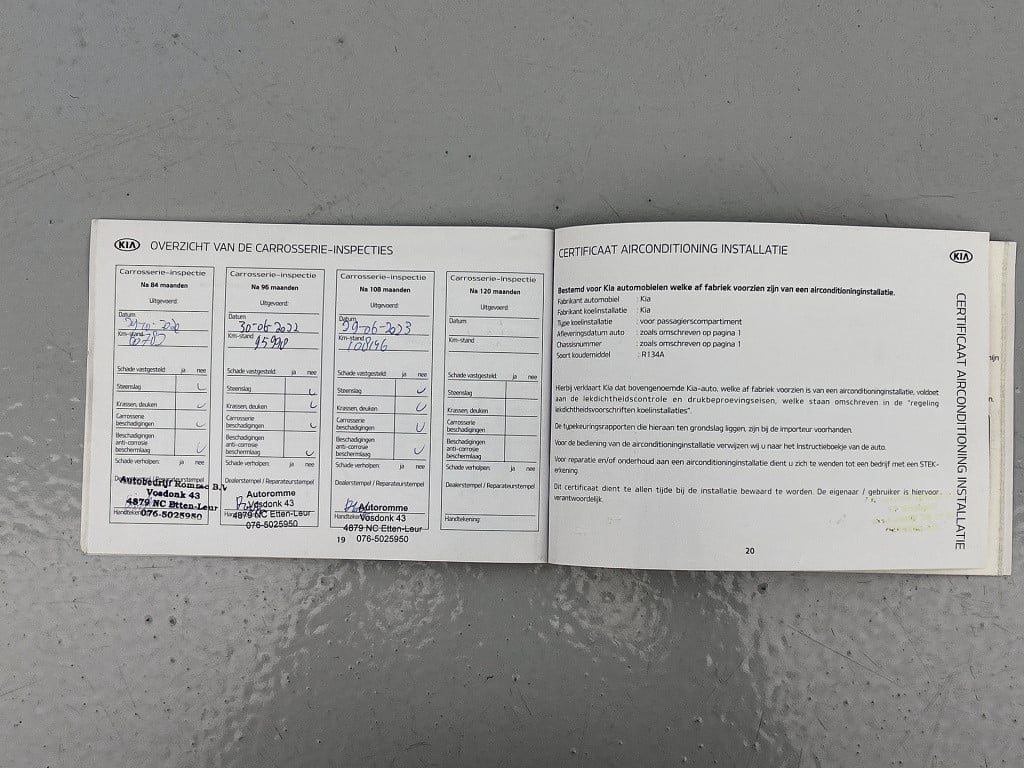 KIA OVERZICHT VAN DE CARROSSERIE-INSPECTIES
Carrosserie-inspectie
Na 84 maanden
Uitgevoerd:
Datum
29-10-2020
Km-stand
60782
Schade vastgesteld: ja nee
Steenslag
Krassen, deuken
Carrosserie
beschadigingen
Beschadigingen
anti-corrosie
beschermlaag
Schade verholpen: ja nee
Autobedrijf Romme B.V.
Vosdonk 43
4879 NC Etten-Leur
076-5025950
Handtekening:
Carrosserie-inspectie
Na 96 maanden
Uitgevoerd:
Datum
30-06-2022
Km-stand
Schade vastgesteld: ja nee
Steenslag
Krassen, deuken
Carrosserie
beschadigingen
Beschadigingen
anti-corrosie
beschermlaag
Schade verholpen: ja nee
Dealerstempel / Reparateurstempel
Autoromme
Vosdonk 43
4879 NC Etten-Leur
076-5025950
Carrosserie-inspectie
Na 108 maanden
Uitgevoerd:
Datum
29-06-2023
Km-stand
108196
Schade vastgesteld: ja nee
Steenslag
Krassen, deuken
Carrosserie
beschadigingen
Beschadigingen
anti-corrosie
beschermlaag
Schade verholpen: ja nee
Dealerstempel / Reparateurstempel
Autoromme
Handtekening: Vosdonk 43
4879 NC Etten-Leur
076-5025950
Carrosserie-inspectie
Na 120 maanden
Uitgevoerd:
Datum
Km-stand
Schade vastgesteld: ja nee
Steenslag
Krassen, deuken
Carrosserie
beschadigingen
Beschadigingen
anti-corrosie
beschermlaag
Schade verholpen: ja nee
Dealerstempel / Reparateurstempel
Handtekening:
19
CERTIFICAAT AIRCONDITIONING INSTALLATIE
KIA
Bestemd voor Kia automobielen welke af fabriek voorzien zijn van een airconditioninginstallatie.
Fabrikant automobiel : Kia
Fabrikant koelinstallatie : Kia
Type koelinstallatie : voor passagierscompartiment
Afleveringsdatum auto : zoals omschreven op pagina 1
Chassisnummer : zoals omschreven op pagina 1
Soort koudemiddel : R134A
Hierbij verklaart Kia dat bovengenoemde Kia-auto, welke af fabriek voorzien is van een airconditioninginstallatie, voldoet
aan de lekdichtheidscontrole en drukbeproevingseisen, welke staan omschreven in de "regeling
lekdichtheidsvoorschriften koelinstallaties".
De typekeuringsrapporten die hieraan ten grondslag liggen, zijn bij de importeur voorhanden.
Voor de bediening van de airconditioninginstallatie verwijzen wij u naar het instructieboekje van de auto.
Voor reparatie en/of onderhoud aan een airconditioninginstallatie dient u zich te wenden tot een bedrijf met een STEK-
erkenning.
Dit certificaat dient te allen tijde bij de installatie bewaard te worden. De eigenaar / gebruiker is hiervoor
verantwoordelijk.
20
CERTIFICAAT AIRCONDITIONING INSTALLATIE